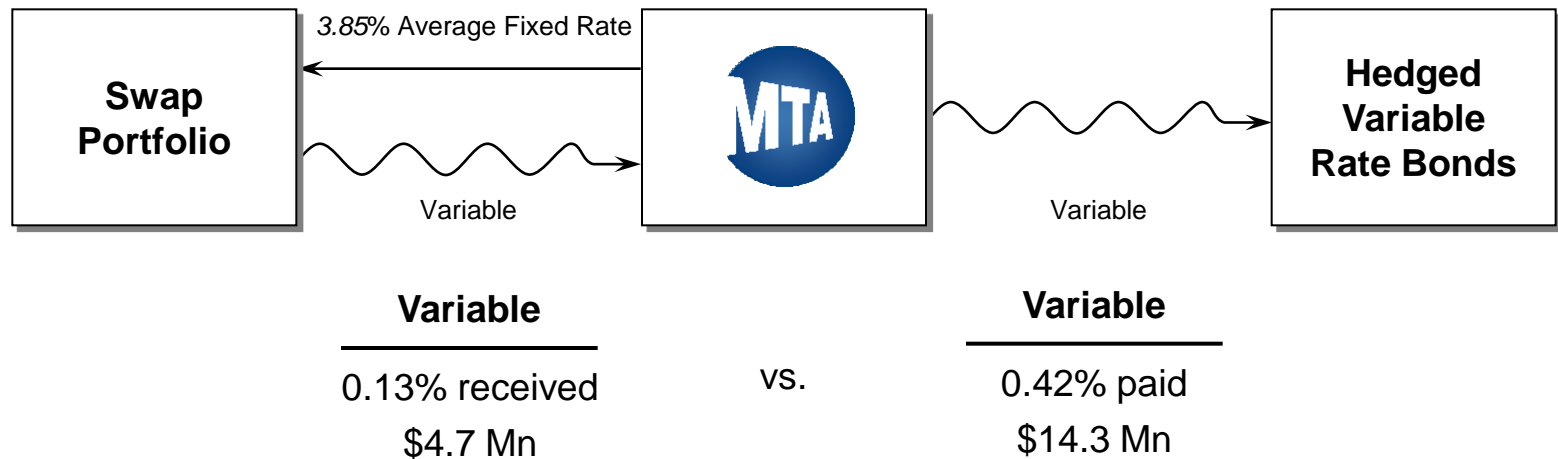 3.85% Average Fixed Rate
Swap
Portfolio
MTA
Hedged
Variable
Rate Bonds
Variable
Variable
Variable
Variable
0.13% received
vs.
0.42% paid
$4.7 Mn
$14.3 Mn